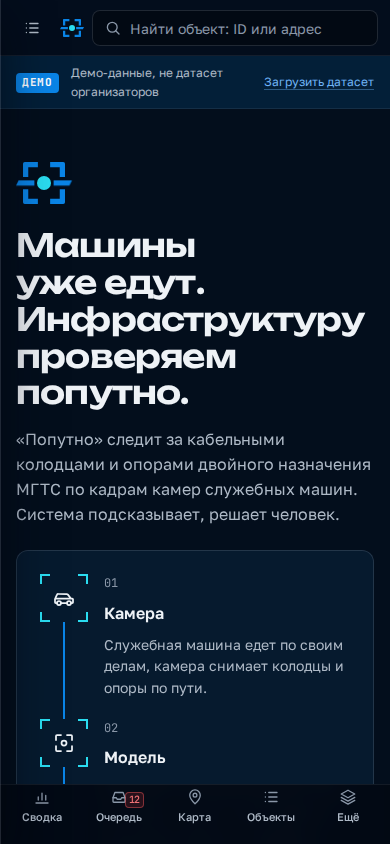 Найти объект: ID или адрес
ДЕМО
Демо-данные, не датасет
организаторов
Загрузить датасет
Машины
уже едут.
Инфраструктуру
проверяем
попутно.
«Попутно» следит за кабельными
колодцами и опорами двойного назначения
МГТС по кадрам камер служебных машин.
Система подсказывает, решает человек.
01
Камера
Служебная машина едет по своим
делам, камера снимает колодцы и
опоры по пути.
02
Модель
12
Сводка
Очередь
Карта
Объекты
Ещё